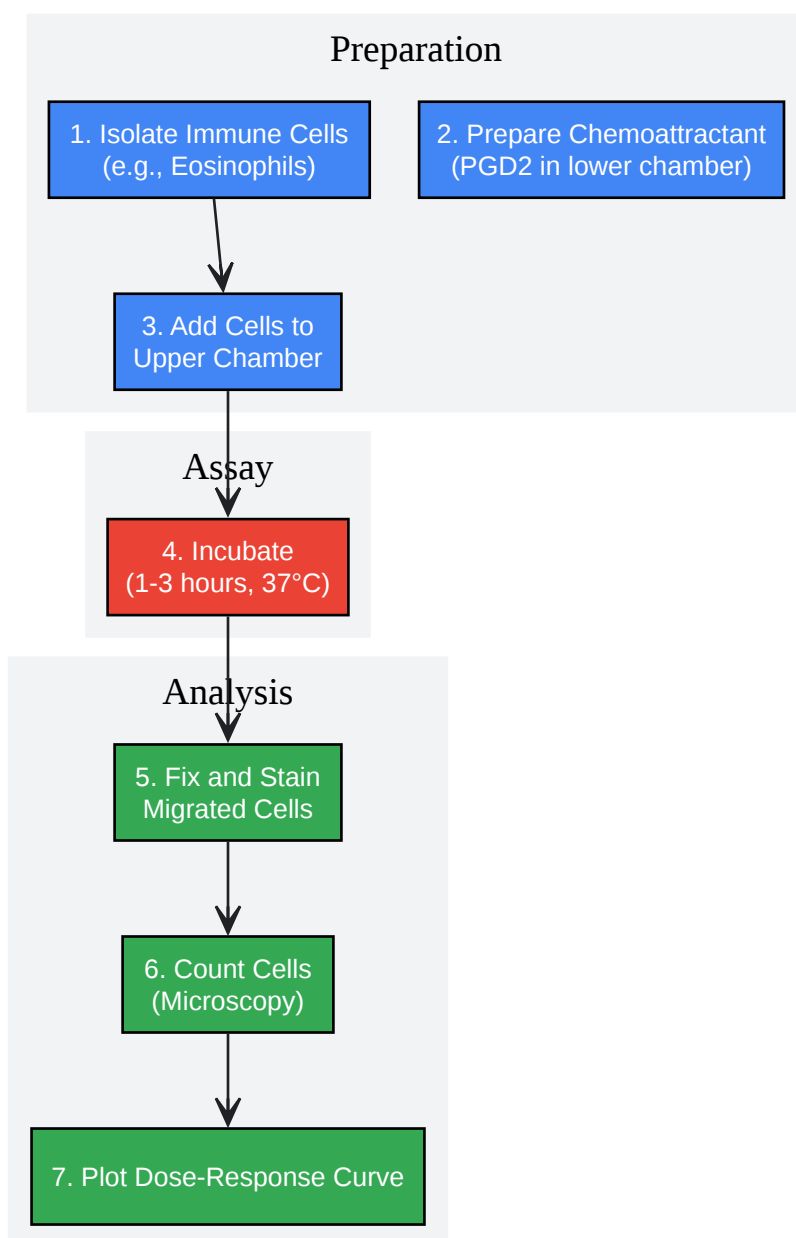 Preparation
1. Isolate Immune Cells
(e.g., Eosinophils)
2. Prepare Chemoattractant
(PGD2 in lower chamber)
3. Add Cells to
Upper Chamber
Assay
4. Incubate
(1-3 hours, 37°C)
Analysis
5. Fix and Stain
Migrated Cells
6. Count Cells
(Microscopy)
7. Plot Dose-Response Curve